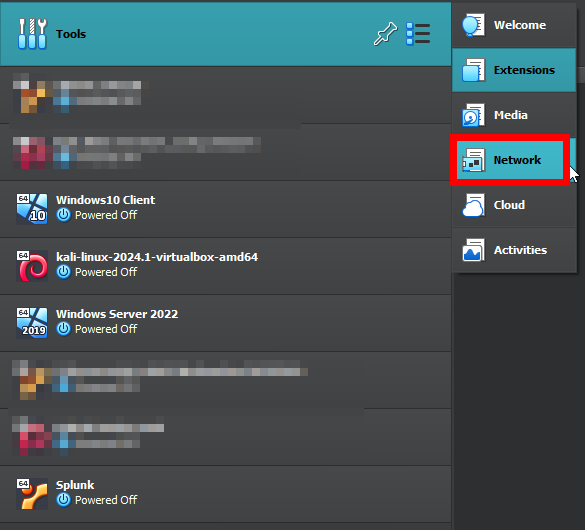 Tools
Welcome
Extensions
Media
Network
Cloud
Activities
64
10
Windows10 Client
Powered Off
64
kali-linux-2024.1-virtualbox-amd64
Powered Off
64
2019
Windows Server 2022
Powered Off
64
Splunk
Powered Off